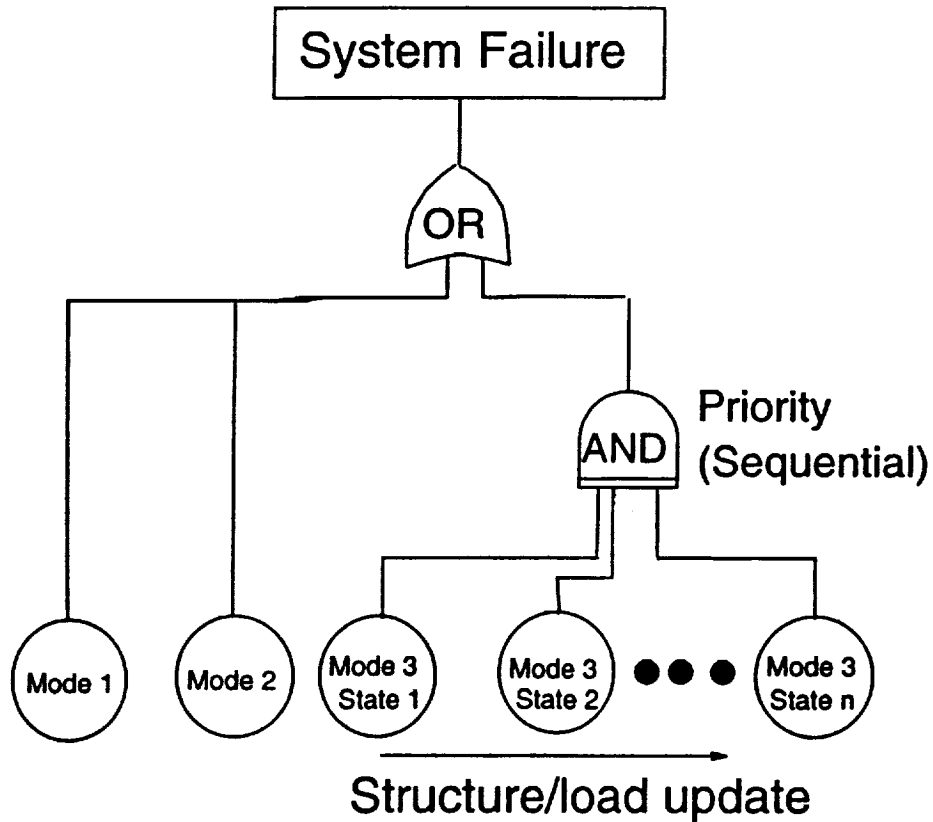 System Failure
OR
Priority
(Sequential)
AND
Mode 1
Mode 2
Mode 3
State 1
Mode 3
State 2
Mode 3
State n
Structure/load update